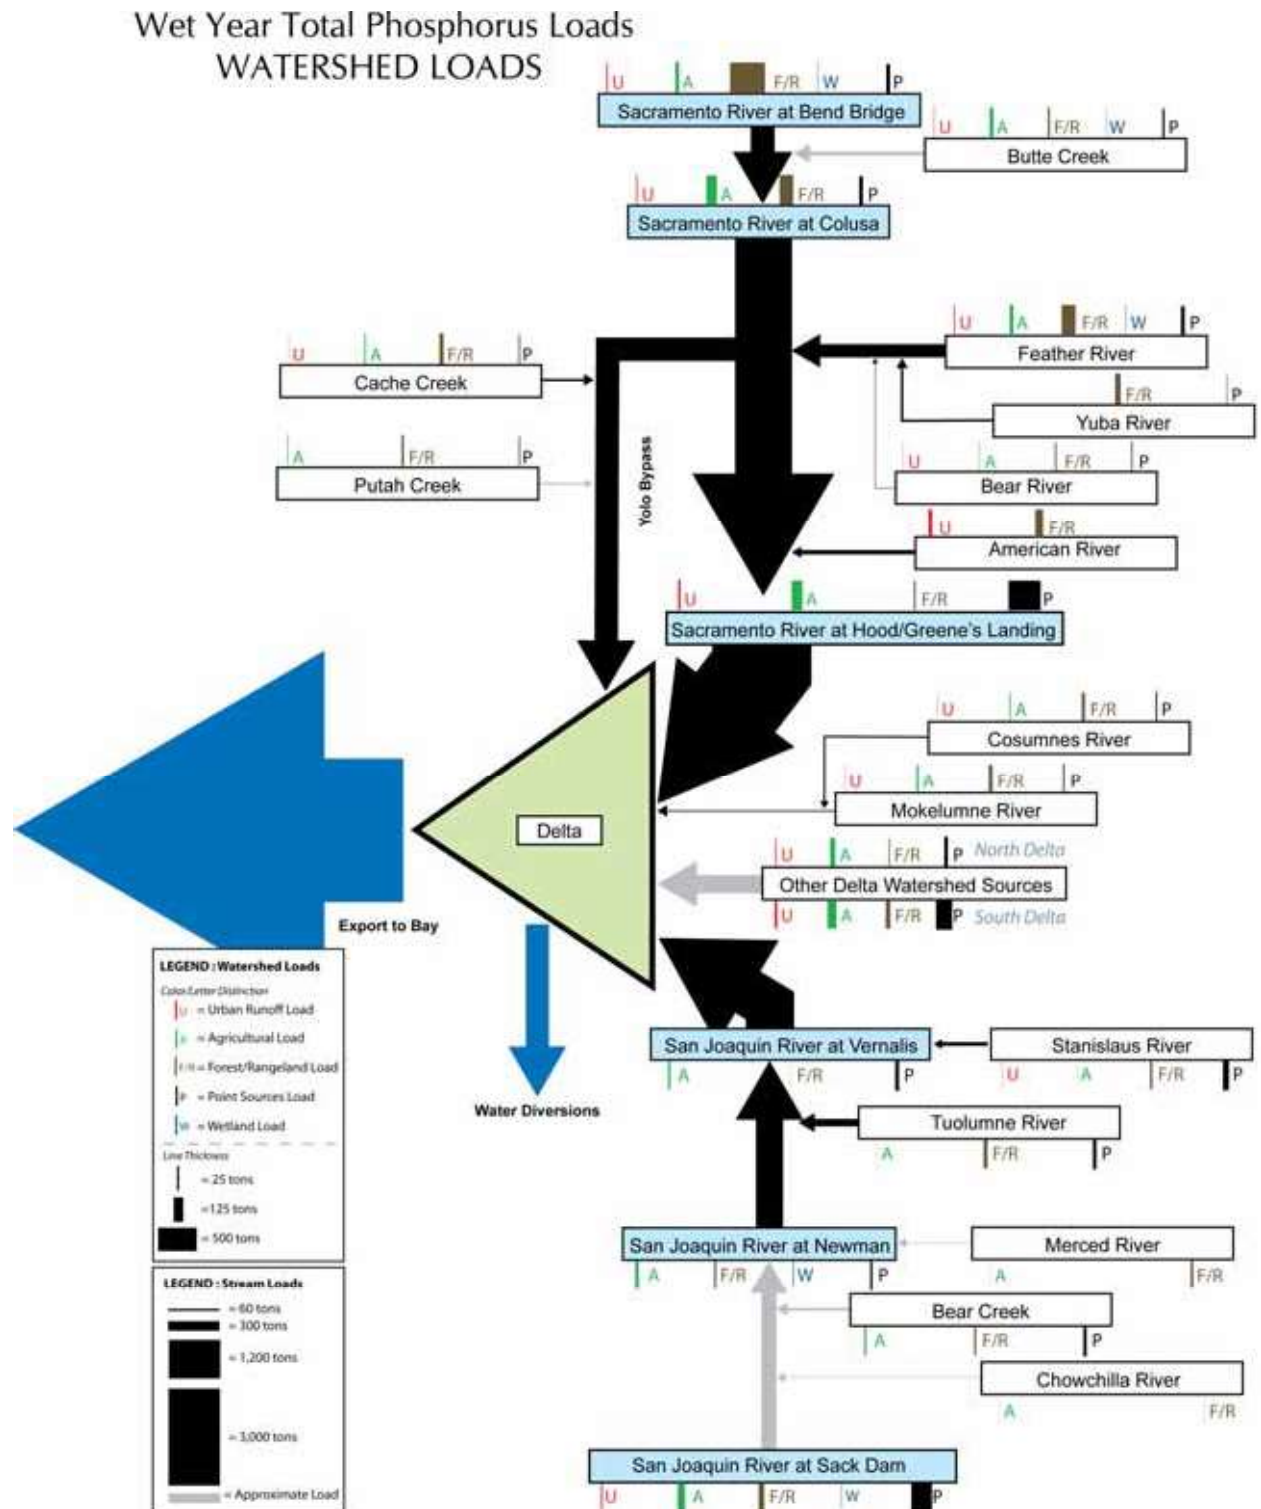 Wet Year Total Phosphorus Loads
WATERSHED LOADS
U A F/R W P
Sacramento River at Bend Bridge
U A F/R W P
Butte Creek
U A F/R P
Sacramento River at Colusa
U A F/R W P
Feather River
U A F/R P
Cache Creek
F/R P
Yuba River
A F/R P
Putah Creek
Yolo Bypass
U A F/R P
Bear River
U F/R
American River
U A F/R P
Sacramento River at Hood/Greene's Landing
U A F/R P
Cosumnes River
U A F/R P
Mokelumne River
Delta
U A F/R P North Delta
Other Delta Watershed Sources
U A F/R P South Delta
Export to Bay
Water Diversions
San Joaquin River at Vernalis
A F/R P
Stanislaus River
U A F/R P
Tuolumne River
A F/R P
San Joaquin River at Newman
A F/R W P
Merced River
A F/R
Bear Creek
A F/R P
Chowchilla River
A F/R
San Joaquin River at Sack Dam
U A F/R W P
LEGEND : Watershed Loads
Color/Letter Distinction
U = Urban Runoff Load
A = Agricultural Load
F/R = Forest/Rangeland Load
P = Point Sources Load
W = Wetland Load
Line Thickness
= 25 tons
=125 tons
= 500 tons
LEGEND : Stream Loads
= 60 tons
= 300 tons
= 1,200 tons
= 3,000 tons
= Approximate Load